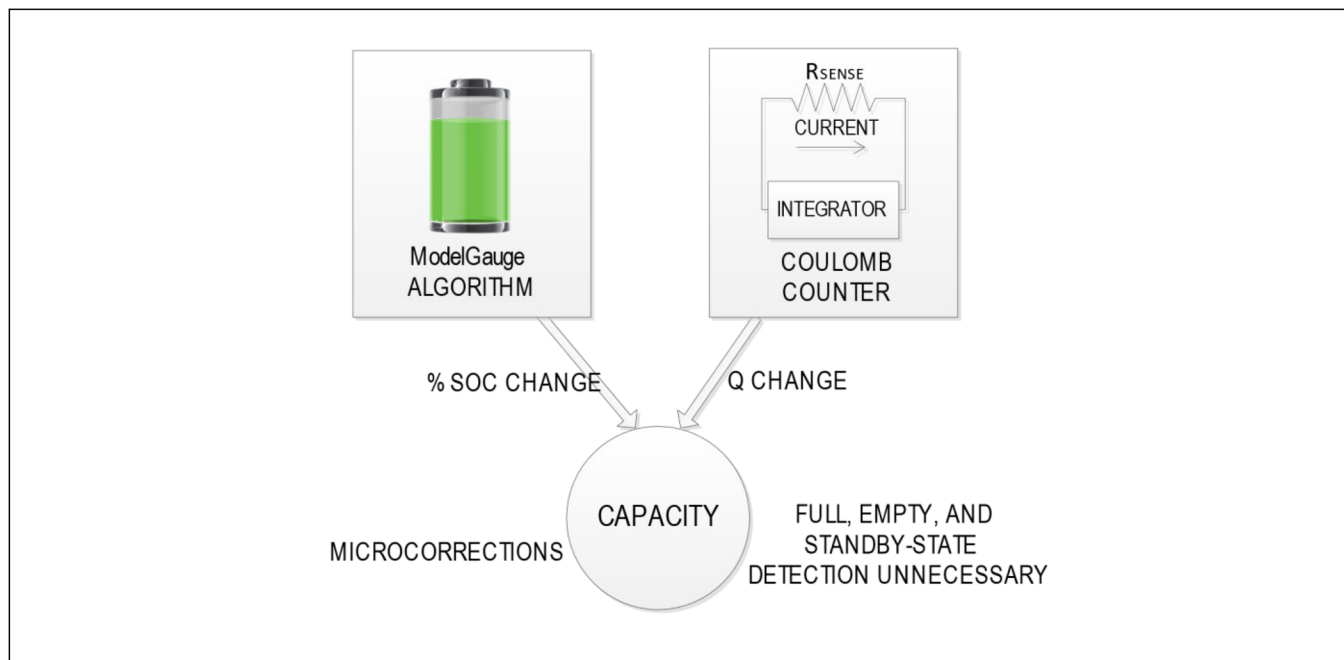 ModelGauge
ALGORITHM
RSENSE
CURRENT
INTEGRATOR
COULOMB
COUNTER
% SOC CHANGE
Q CHANGE
CAPACITY
MICROCORRECTIONS
FULL, EMPTY, AND
STANDBY-STATE
DETECTION UNNECESSARY